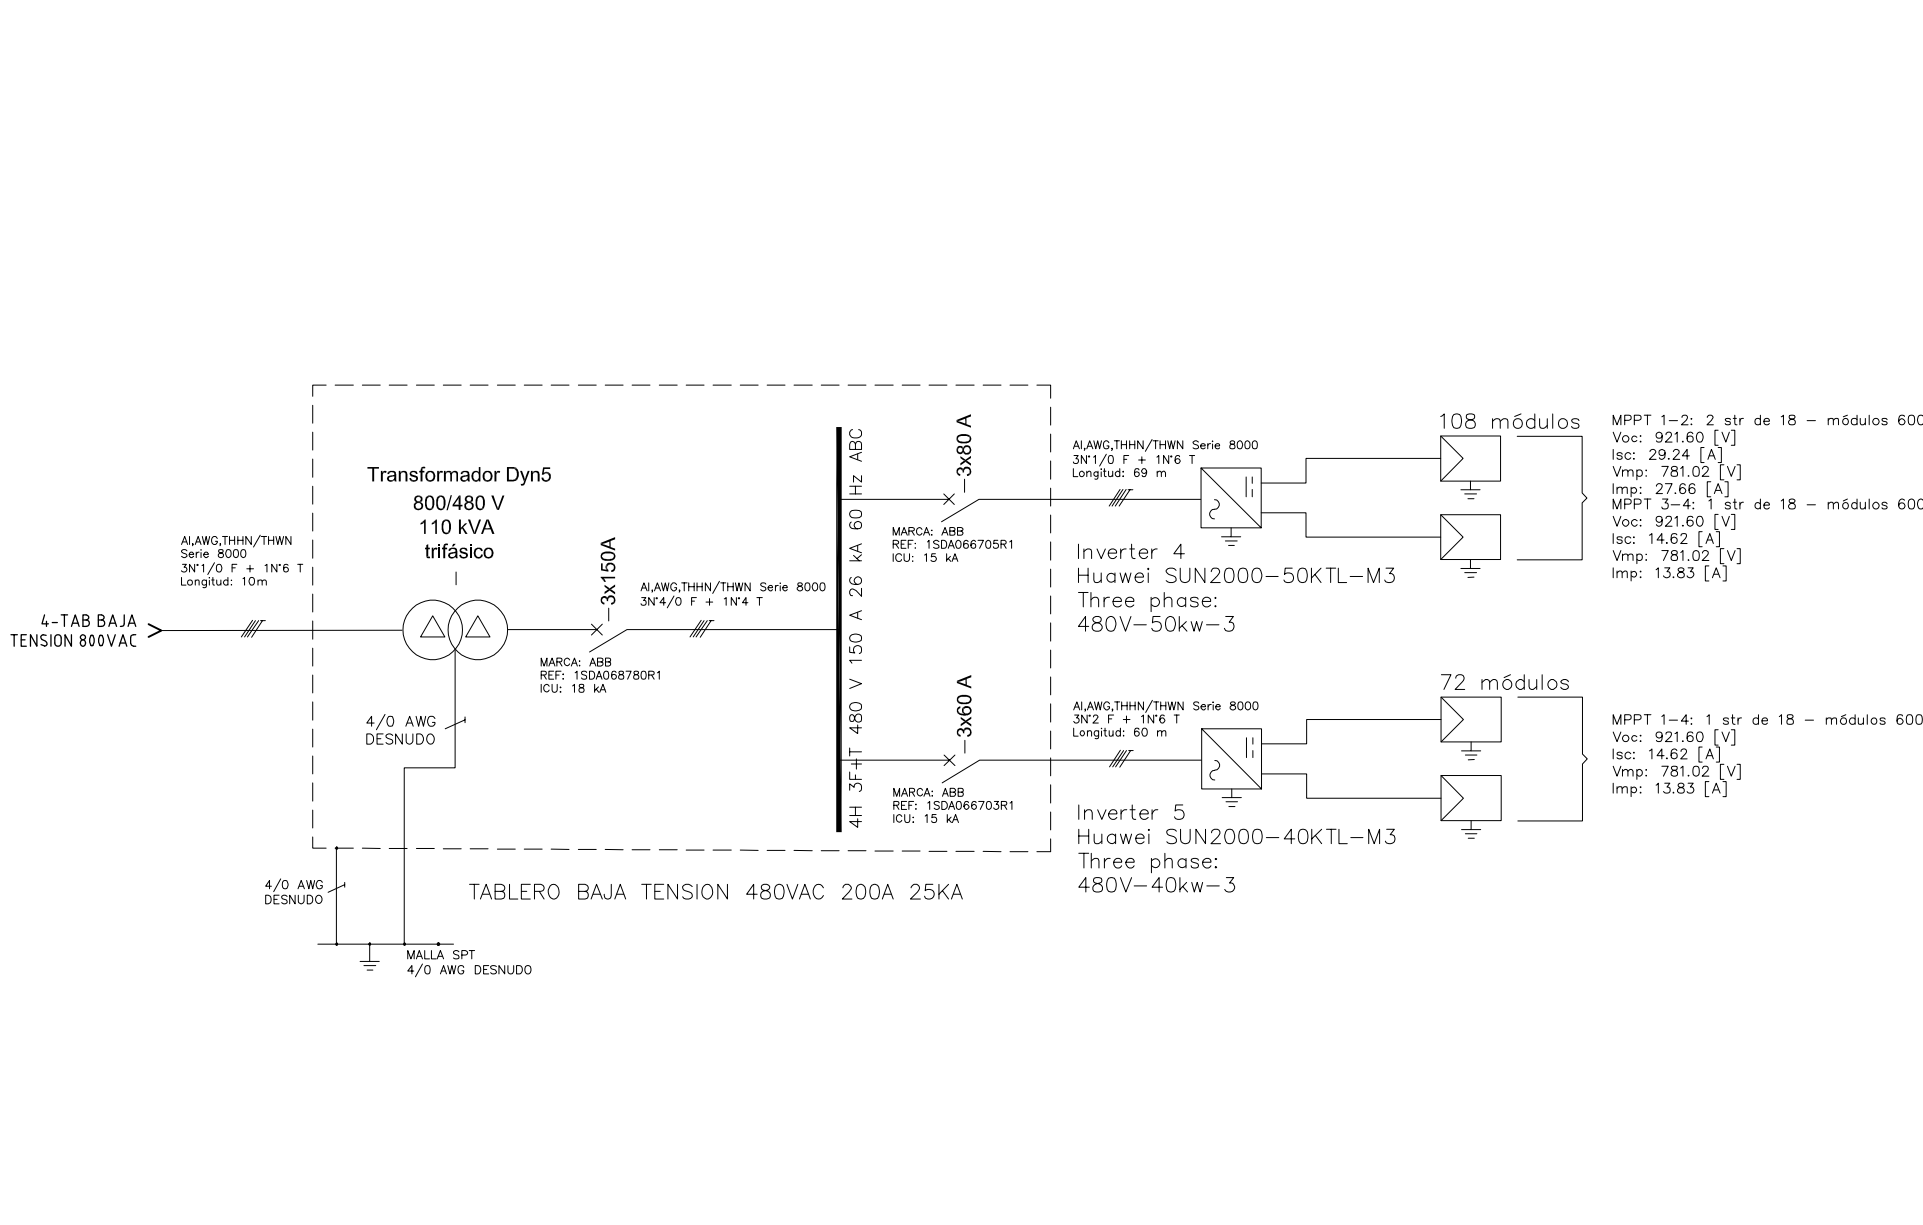 4-TAB BAJA
TENSION 800VAC
Al,AWG,THHN/THWN
Serie 8000
3N°1/0 F + 1N°6 T
Longitud: 10m
Transformador Dyn5
800/480 V
110 kVA
trifásico
4/0 AWG
DESNUDO
4/0 AWG
DESNUDO
MALLA SPT
4/0 AWG DESNUDO
3x150A
MARCA: ABB
REF: 1SDA068780R1
ICU: 18 kA
Al,AWG,THHN/THWN Serie 8000
3N°4/0 F + 1N°4 T
4H 3F+T 480 V 150 A 26 kA 60 Hz ABC
TABLERO BAJA TENSION 480VAC 200A 25KA
3x80 A
MARCA: ABB
REF: 1SDA066705R1
ICU: 15 kA
Al,AWG,THHN/THWN Serie 8000
3N°1/0 F + 1N°6 T
Longitud: 69 m
Inverter 4
Huawei SUN2000-50KTL-M3
Three phase:
480V-50kw-3
108 módulos
MPPT 1-2: 2 str de 18 - módulos 600
Voc: 921.60 [V]
Isc: 29.24 [A]
Vmp: 781.02 [V]
Imp: 27.66 [A]
MPPT 3-4: 1 str de 18 - módulos 600
Voc: 921.60 [V]
Isc: 14.62 [A]
Vmp: 781.02 [V]
Imp: 13.83 [A]
3x60 A
MARCA: ABB
REF: 1SDA066703R1
ICU: 15 kA
Al,AWG,THHN/THWN Serie 8000
3N°2 F + 1N°6 T
Longitud: 60 m
Inverter 5
Huawei SUN2000-40KTL-M3
Three phase:
480V-40kw-3
72 módulos
MPPT 1-4: 1 str de 18 - módulos 600
Voc: 921.60 [V]
Isc: 14.62 [A]
Vmp: 781.02 [V]
Imp: 13.83 [A]